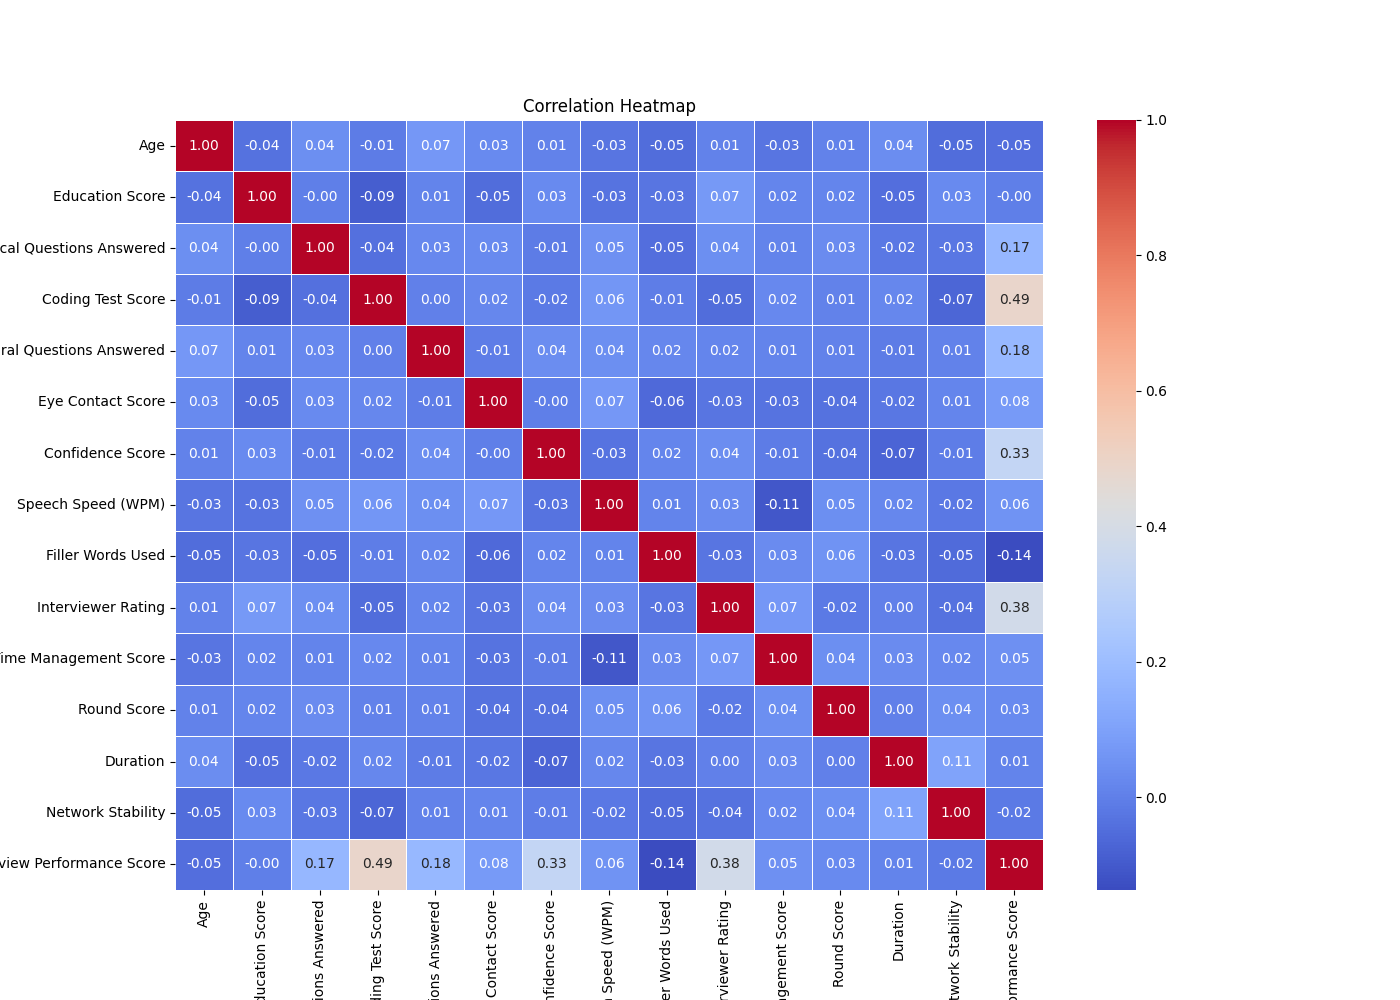 Correlation Heatmap
Age 1.00 -0.04 0.04 -0.01 0.07 0.03 0.01 -0.03 -0.05 0.01 -0.03 0.01 0.04 -0.05 -0.05
Education Score -0.04 1.00 -0.00 -0.09 0.01 -0.05 0.03 -0.03 -0.03 0.07 0.02 0.02 -0.05 0.03 -0.00
cal Questions Answered 0.04 -0.00 1.00 -0.04 0.03 0.03 -0.01 0.05 -0.05 0.04 0.01 0.03 -0.02 -0.03 0.17
Coding Test Score -0.01 -0.09 -0.04 1.00 0.00 0.02 -0.02 0.06 -0.01 -0.05 0.02 0.01 0.02 -0.07 0.49
ral Questions Answered 0.07 0.01 0.03 0.00 1.00 -0.01 0.04 0.04 0.02 0.02 0.01 0.01 -0.01 0.01 0.18
Eye Contact Score 0.03 -0.05 0.03 0.02 -0.01 1.00 -0.00 0.07 -0.06 -0.03 -0.03 -0.04 -0.02 0.01 0.08
Confidence Score 0.01 0.03 -0.01 -0.02 0.04 -0.00 1.00 -0.03 0.02 0.04 -0.01 -0.04 -0.07 -0.01 0.33
Speech Speed (WPM) -0.03 -0.03 0.05 0.06 0.04 0.07 -0.03 1.00 0.01 0.03 -0.11 0.05 0.02 -0.02 0.06
Filler Words Used -0.05 -0.03 -0.05 -0.01 0.02 -0.06 0.02 0.01 1.00 -0.03 0.03 0.06 -0.03 -0.05 -0.14
Interviewer Rating 0.01 0.07 0.04 -0.05 0.02 -0.03 0.04 0.03 -0.03 1.00 0.07 -0.02 0.00 -0.04 0.38
Time Management Score -0.03 0.02 0.01 0.02 0.01 -0.03 -0.01 -0.11 0.03 0.07 1.00 0.04 0.03 0.02 0.05
Round Score 0.01 0.02 0.03 0.01 0.01 -0.04 -0.04 0.05 0.06 -0.02 0.04 1.00 0.00 0.04 0.03
Duration 0.04 -0.05 -0.02 0.02 -0.01 -0.02 -0.07 0.02 -0.03 0.00 0.03 0.00 1.00 0.11 0.01
Network Stability -0.05 0.03 -0.03 -0.07 0.01 0.01 -0.01 -0.02 -0.05 -0.04 0.02 0.04 0.11 1.00 -0.02
view Performance Score -0.05 -0.00 0.17 0.49 0.18 0.08 0.33 0.06 -0.14 0.38 0.05 0.03 0.01 -0.02 1.00
Age
ducation Score
ions Answered
ding Test Score
ions Answered
Contact Score
nfidence Score
Speed (WPM)
er Words Used
rviewer Rating
agement Score
Round Score
Duration
twork Stability
ormance Score
1.0
0.8
0.6
0.4
0.2
0.0